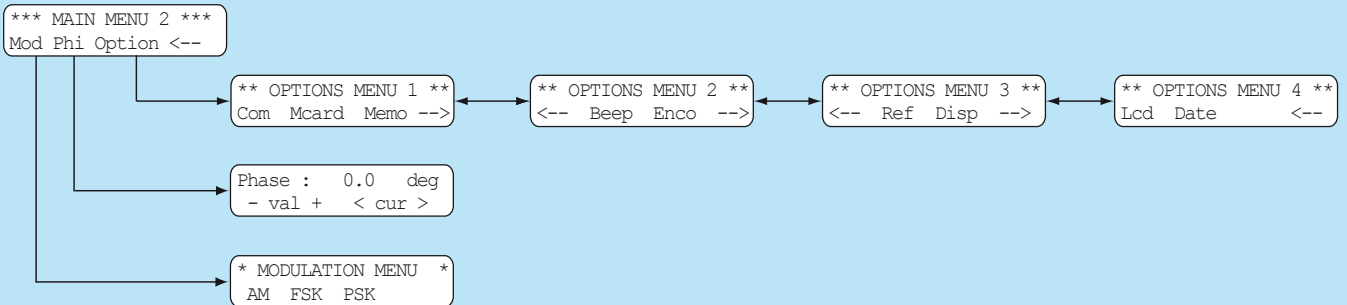 *** MAIN MENU 2 ***
Mod Phi Option <--
** OPTIONS MENU 1 **
Com Mcard Memo -->
** OPTIONS MENU 2 **
<-- Beep Enco -->
** OPTIONS MENU 3 **
<-- Ref Disp -->
** OPTIONS MENU 4 **
Lcd Date <--
Phase : 0.0 deg
- val + < cur >
* MODULATION MENU *
AM FSK PSK